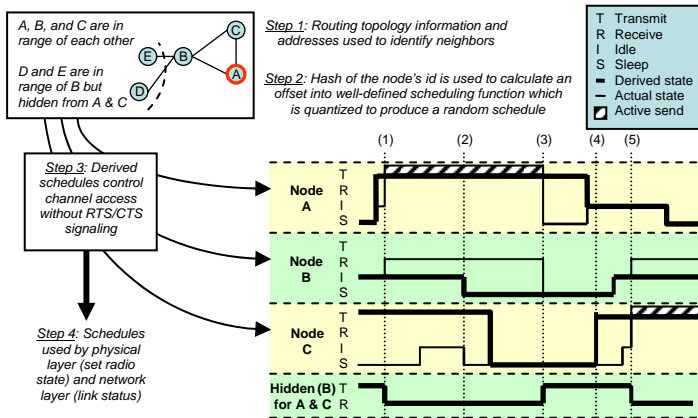 A, B, and C are in
range of each other
D and E are in
range of B but
hidden from A & C
E
B
C
A
D
Step 1: Routing topology information and
addresses used to identify neighbors
Step 2: Hash of the node's id is used to calculate an
offset into well-defined scheduling function which
is quantized to produce a random schedule
T Transmit
R Receive
I Idle
S Sleep
Derived state
Actual state
Active send
Step 3: Derived
schedules control
channel access
without RTS/CTS
signaling
Step 4: Schedules
used by physical
layer (set radio
state) and network
layer (link status)
(1) (2) (3) (4) (5)
Node
A
T
R
I
S
Node
B
T
R
I
S
Node
C
T
R
I
S
Hidden (B)
for A & C
T
R